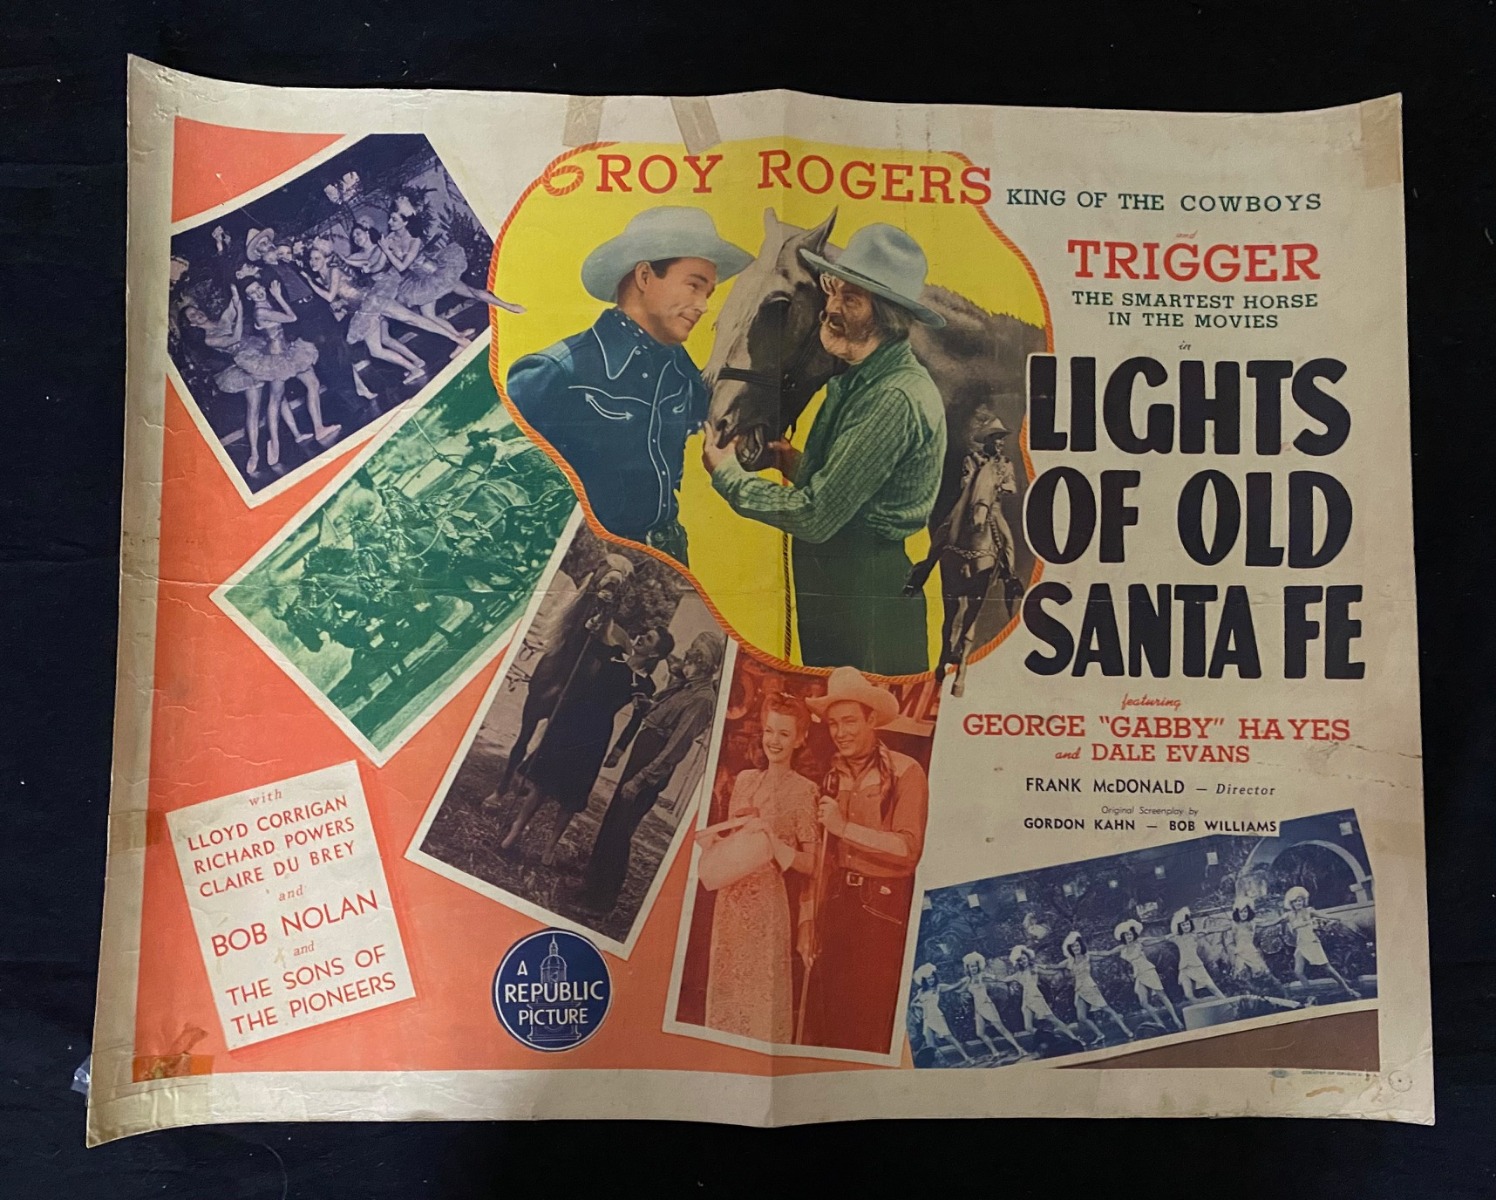 ROY ROGERS
KING OF THE COWBOYS
and
TRIGGER
THE SMARTEST HORSE
IN THE MOVIES
in
LIGHTS
OF OLD
SANTA FE
featuring
GEORGE "GABBY" HAYES
and DALE EVANS
FRANK McDONALD — Director
Original Screenplay by
GORDON KAHN — BOB WILLIAMS
with
LLOYD CORRIGAN
RICHARD POWERS
CLAIRE DU BREY
and
BOB NOLAN
and
THE SONS OF
THE PIONEERS
A
REPUBLIC
PICTURE